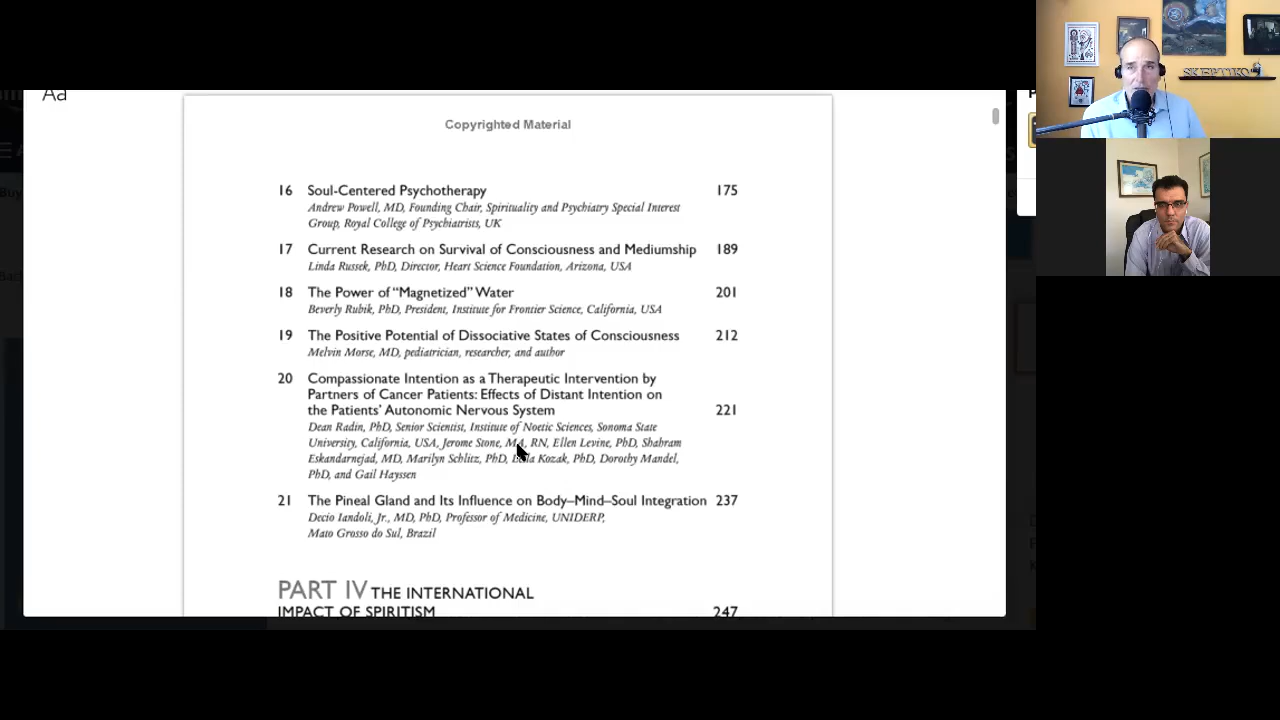 Aa
Copyrighted Material
16 Soul-Centered Psychotherapy 175
Andrew Powell, MD, Founding Chair, Spirituality and Psychiatry Special Interest
Group, Royal College of Psychiatrists, UK
17 Current Research on Survival of Consciousness and Mediumship 189
Linda Russek, PhD, Director, Heart Science Foundation, Arizona, USA
18 The Power of “Magnetized” Water 201
Beverly Rubik, PhD, President, Institute for Frontier Science, California, USA
19 The Positive Potential of Dissociative States of Consciousness 212
Melvin Morse, MD, pediatrician, researcher, and author
20 Compassionate Intention as a Therapeutic Intervention by
Partners of Cancer Patients: Effects of Distant Intention on
the Patients’ Autonomic Nervous System 221
Dean Radin, PhD, Senior Scientist, Institute of Noetic Sciences, Sonoma State
University, California, USA, Jerome Stone, MA, RN, Ellen Levine, PhD, Shahram
Eskandarnejad, MD, Marilyn Schlitz, PhD, Kozak, PhD, Dorothy Mandel,
PhD, and Gail Hayssen
21 The Pineal Gland and Its Influence on Body–Mind–Soul Integration 237
Decio Iandoli, Jr., MD, PhD, Professor of Medicine, UNIDERP,
Mato Grosso do Sul, Brazil
PART IV THE INTERNATIONAL
IMPACT OF SPIRITISM 247
SKEPTIKO